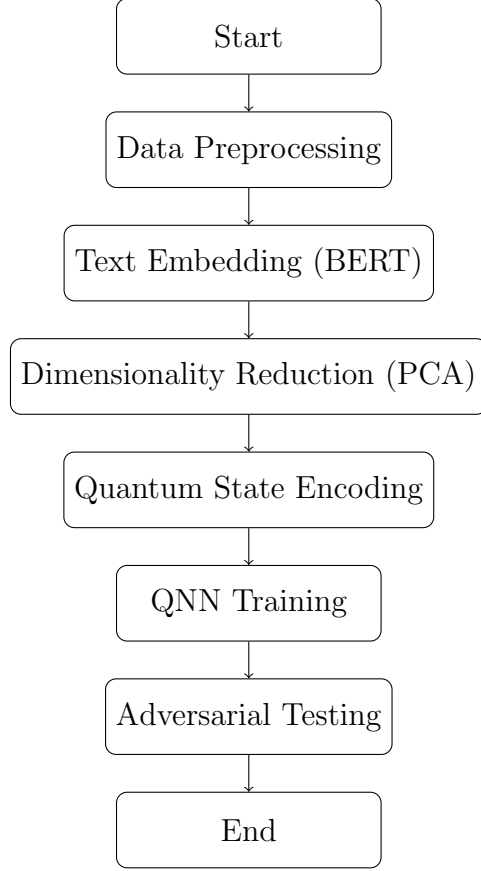 Start
Data Preprocessing
Text Embedding (BERT)
Dimensionality Reduction (PCA)
Quantum State Encoding
QNN Training
Adversarial Testing
End